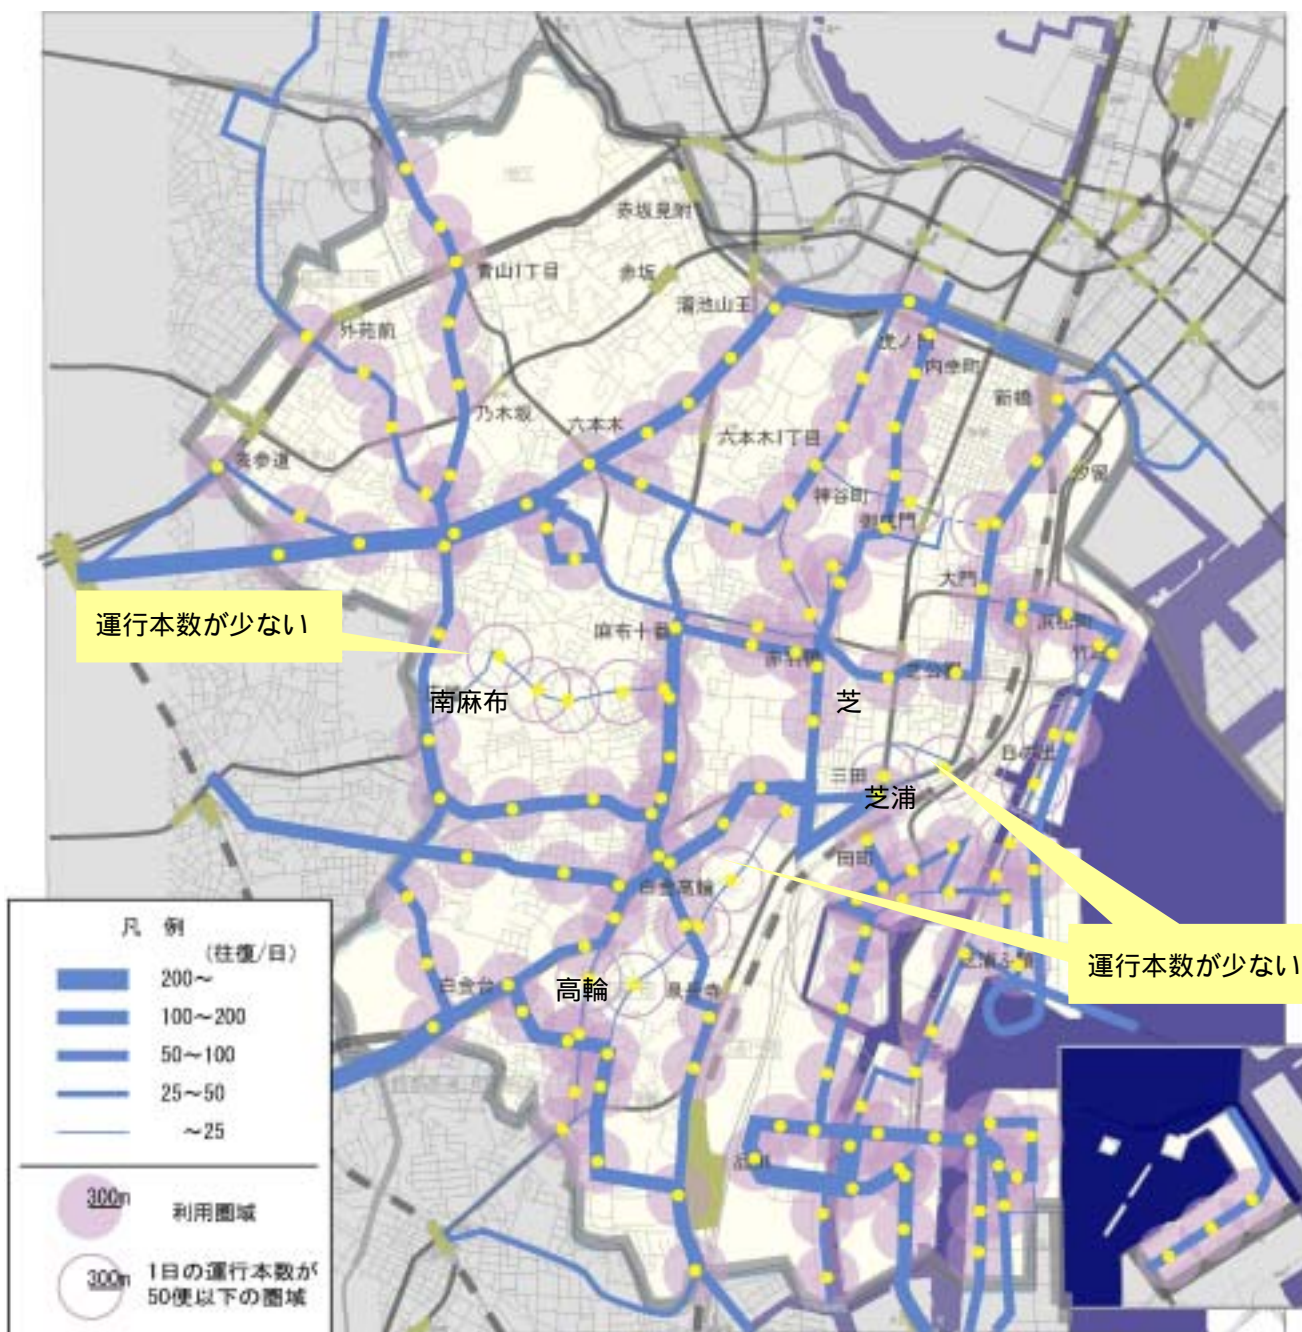 赤坂見附
青山1丁目
赤坂
溜池山王
外苑前
虎ノ門
内幸町
乃木坂
六本木
六本木1丁目
新橋
表参道
汐留
神谷町
御成門
大門
運行本数が少ない
麻布十番
浜松町
竹芝
赤羽橋
芝公園
南麻布
芝
日の出
三田
芝浦
田町
白金高輪
芝浦ふ頭
運行本数が少ない
白金台
高輪
泉岳寺
品川
凡 例
(往復/日)
200~
100~200
50~100
25~50
~25
300m
利用圏域
300m
1日の運行本数が
50便以下の圏域